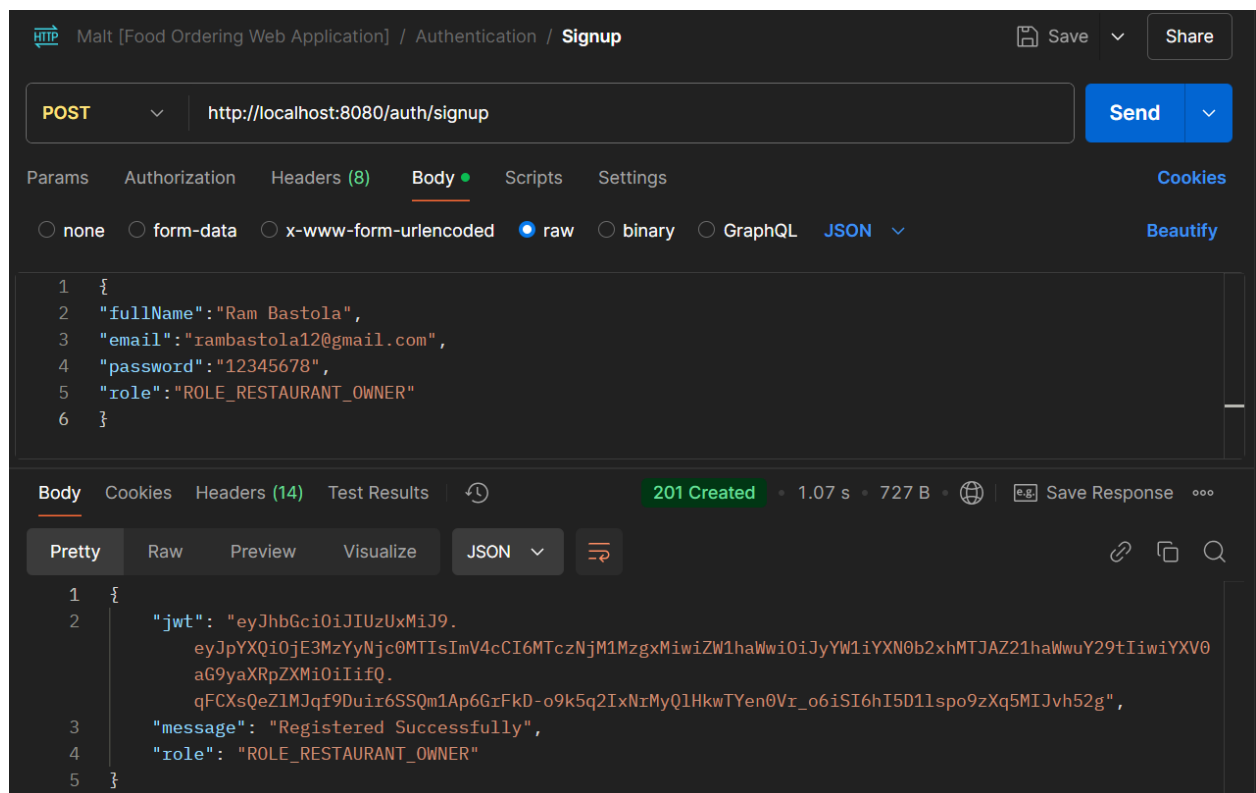 HTTP Malt [Food Ordering Web Application] / Authentication / Signup Save Share
POST http://localhost:8080/auth/signup Send
Params Authorization Headers (8) Body Scripts Settings Cookies
none form-data x-www-form-urlencoded raw binary GraphQL JSON Beautify
1 {
2 "fullName":"Ram Bastola",
3 "email":"rambastola12@gmail.com",
4 "password":"12345678",
5 "role":"ROLE_RESTAURANT_OWNER"
6 }
Body Cookies Headers (14) Test Results 201 Created • 1.07 s • 727 B • e.g. Save Response
Pretty Raw Preview Visualize JSON
1 {
2 "jwt": "eyJhbGciOiJIUzUxMiJ9.
eyJpYXQiOjE3MzYyNjc0MTIsImV4cCI6MTczNjM1MzgxMiwiZW1haWwiOiJyYW1iYXN0b2xhMTJAZ21haWwuY29tIiwiYXV0
aG9yaXRpZXMiOiIifQ.
qFCXsQeZlMJqf9Duir6SSQm1Ap6GrFkD-o9k5q2IxNrMyQlHkwTYen0Vr_o6iSI6hI5D1lspo9zXq5MIJvh52g",
3 "message": "Registered Successfully",
4 "role": "ROLE_RESTAURANT_OWNER"
5 }